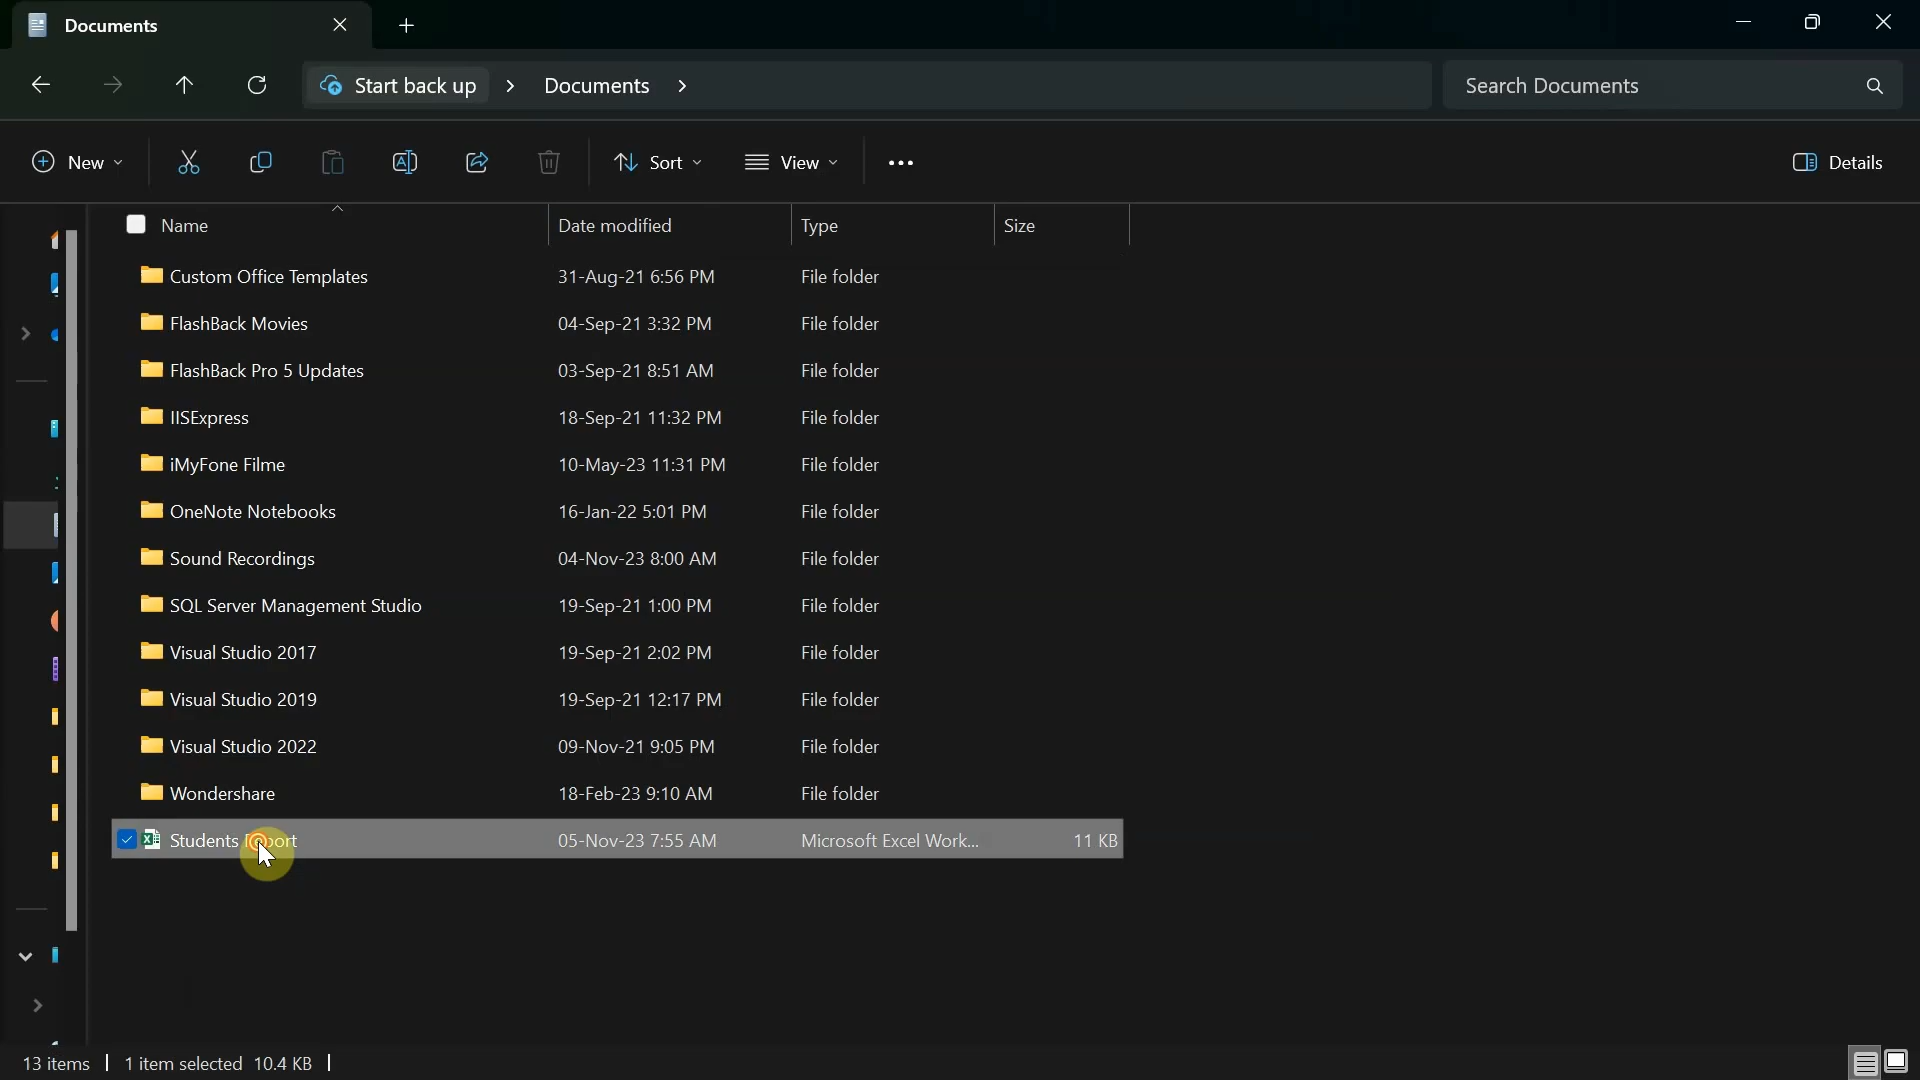 Documents
Start back up > Documents >
Search Documents
New
Sort
View
Details
Name Date modified Type Size
Custom Office Templates 31-Aug-21 6:56 PM File folder
FlashBack Movies 04-Sep-21 3:32 PM File folder
FlashBack Pro 5 Updates 03-Sep-21 8:51 AM File folder
IISExpress 18-Sep-21 11:32 PM File folder
iMyFone Filme 10-May-23 11:31 PM File folder
OneNote Notebooks 16-Jan-22 5:01 PM File folder
Sound Recordings 04-Nov-23 8:00 AM File folder
SQL Server Management Studio 19-Sep-21 1:00 PM File folder
Visual Studio 2017 19-Sep-21 2:02 PM File folder
Visual Studio 2019 19-Sep-21 12:17 PM File folder
Visual Studio 2022 09-Nov-21 9:05 PM File folder
Wondershare 18-Feb-23 9:10 AM File folder
Students 05-Nov-23 7:55 AM Microsoft Excel Work... 11 KB
13 items 1 item selected 10.4 KB